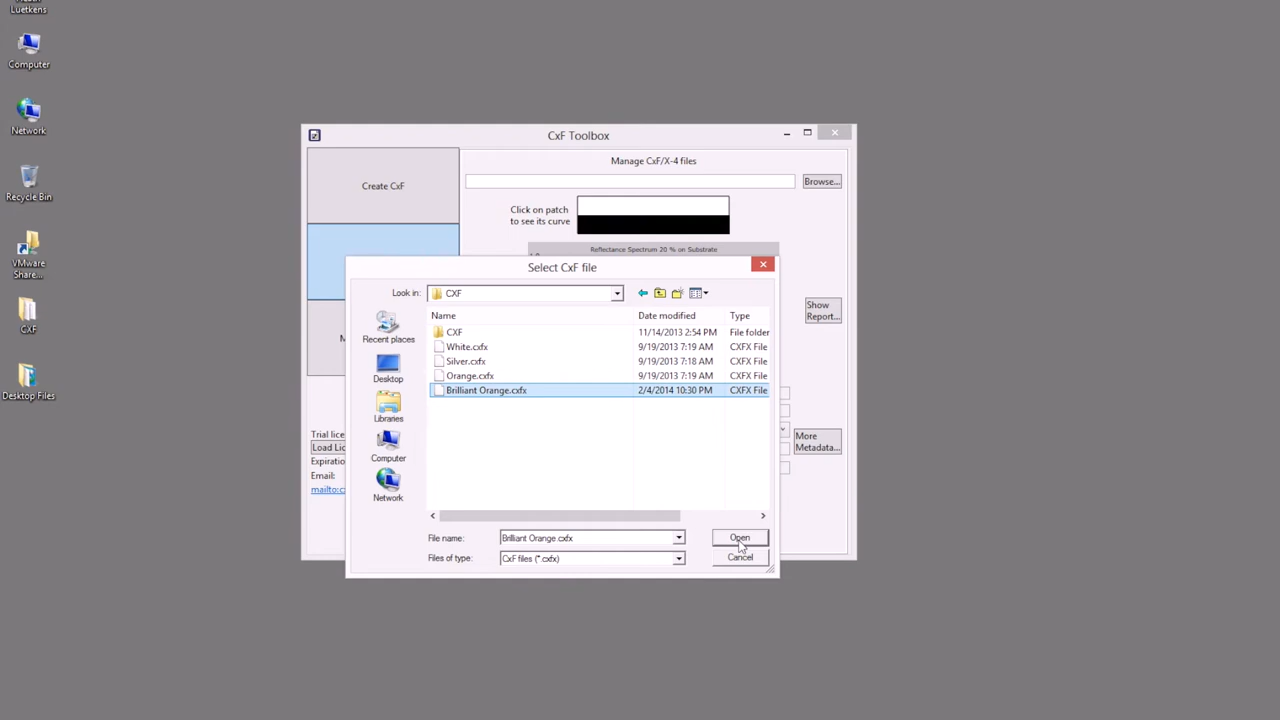 Luetkens
Computer
Network
Recycle Bin
VMware
Share...
CXF
Desktop Files
CxF Toolbox
Create CxF
Manage CxF/X-4 files
Browse...
Click on patch
to see its curve
Reflectance Spectrum 20 % on Substrate
Show
Report...
More
Metadata...
Trial lice
Load Lic
Expiratio
Email:
mailto:c
Select CxF file
Look in:
CXF
Recent places
Desktop
Libraries
Computer
Network
Name Date modified Type
CXF 11/14/2013 2:54 PM File folder
White.cxfx 9/19/2013 7:19 AM CXFX File
Silver.cxfx 9/19/2013 7:18 AM CXFX File
Orange.cxfx 9/19/2013 7:19 AM CXFX File
Brilliant Orange.cxfx 2/4/2014 10:30 PM CXFX File
File name: Brilliant Orange.cxfx Open
Files of type: CxF files (*.cxfx) Cancel